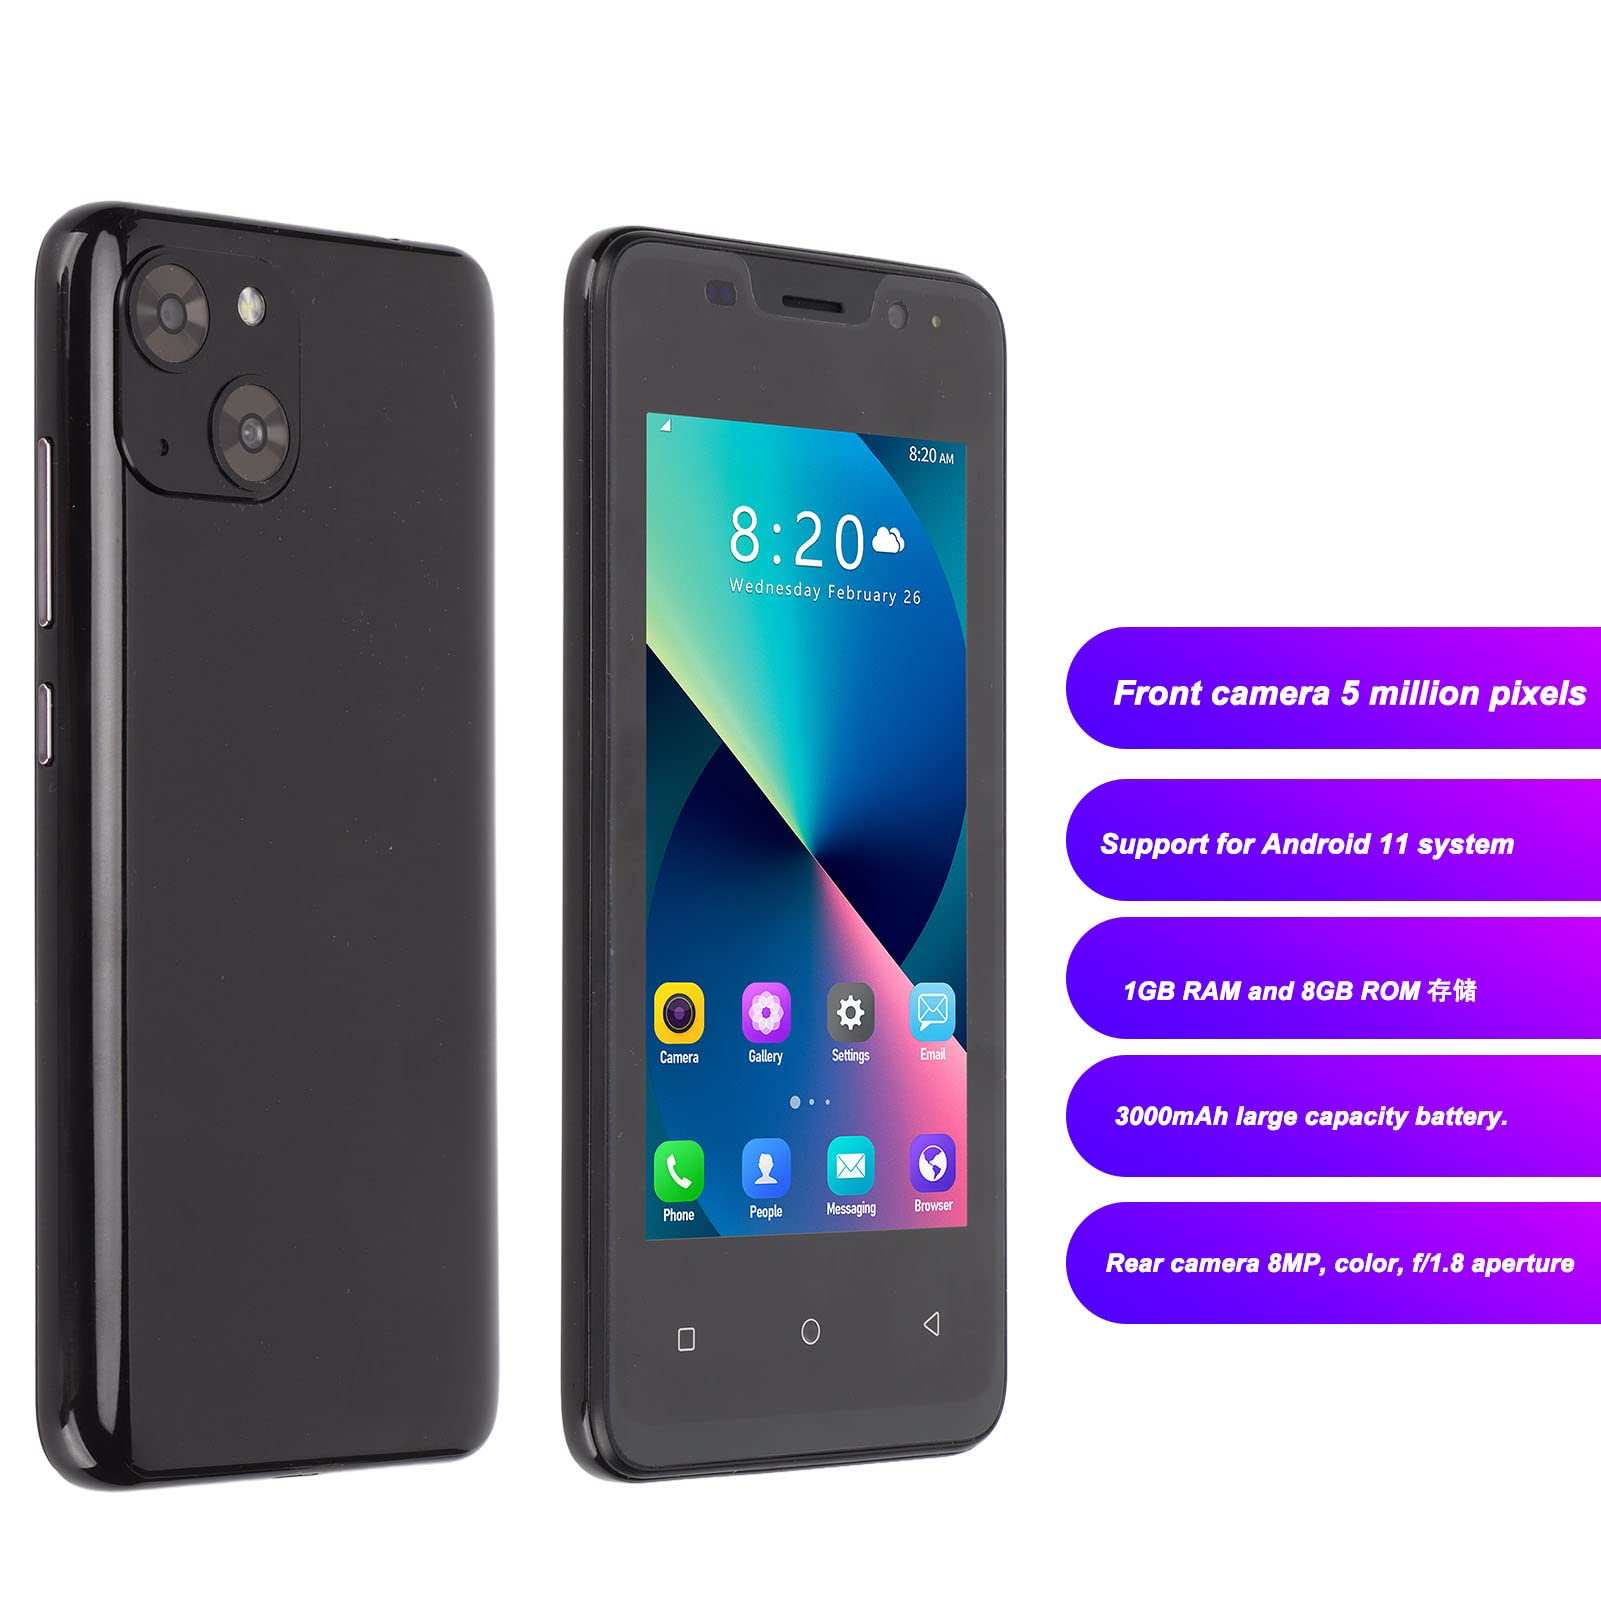 8:20 AM
8:20
Wednesday February 26
Camera Gallery Settings Email
Phone People Messaging Browser
Front camera 5 million pixels
Support for Android 11 system
1GB RAM and 8GB ROM 存储
3000mAh large capacity battery.
Rear camera 8MP, color, f/1.8 aperture